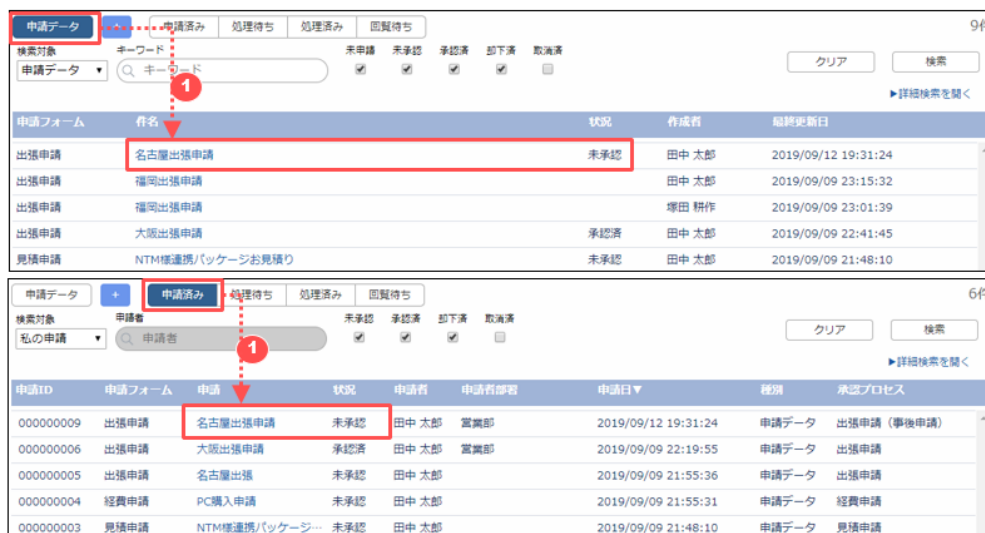 申請データ + 申請済み 処理待ち 処理済み 回覧待ち 9件
検索対象 キーワード 未申請 未承認 承認済 却下済 取消済
申請データ ▼ キーワード クリア 検索
1
▶詳細検索を開く
申請フォーム 件名 状況 作成者 最終更新日
出張申請 名古屋出張申請 未承認 田中 太郎 2019/09/12 19:31:24
出張申請 福岡出張申請 田中 太郎 2019/09/09 23:15:32
出張申請 福岡出張申請 塚田 耕作 2019/09/09 23:01:39
出張申請 大阪出張申請 承認済 田中 太郎 2019/09/09 22:41:45
見積申請 NTM様連携パッケージお見積り 未承認 田中 太郎 2019/09/09 21:48:10
申請データ + 申請済み 処理待ち 処理済み 回覧待ち 6件
検索対象 申請者 未承認 承認済 却下済 取消済
私の申請 ▼ 申請者 クリア 検索
1
▶詳細検索を開く
申請ID 申請フォーム 申請 状況 申請者 申請者部署 申請日▼ 種別 承認プロセス
000000009 出張申請 名古屋出張申請 未承認 田中 太郎 営業部 2019/09/12 19:31:24 申請データ 出張申請（事後申請）
000000006 出張申請 大阪出張申請 承認済 田中 太郎 営業部 2019/09/09 22:19:55 申請データ 出張申請
000000005 出張申請 名古屋出張 未承認 田中 太郎 2019/09/09 21:55:36 申請データ 出張申請
000000004 経費申請 PC購入申請 未承認 田中 太郎 2019/09/09 21:55:31 申請データ 経費申請
000000003 見積申請 NTM様連携パッケージ… 未承認 田中 太郎 2019/09/09 21:48:10 申請データ 見積申請